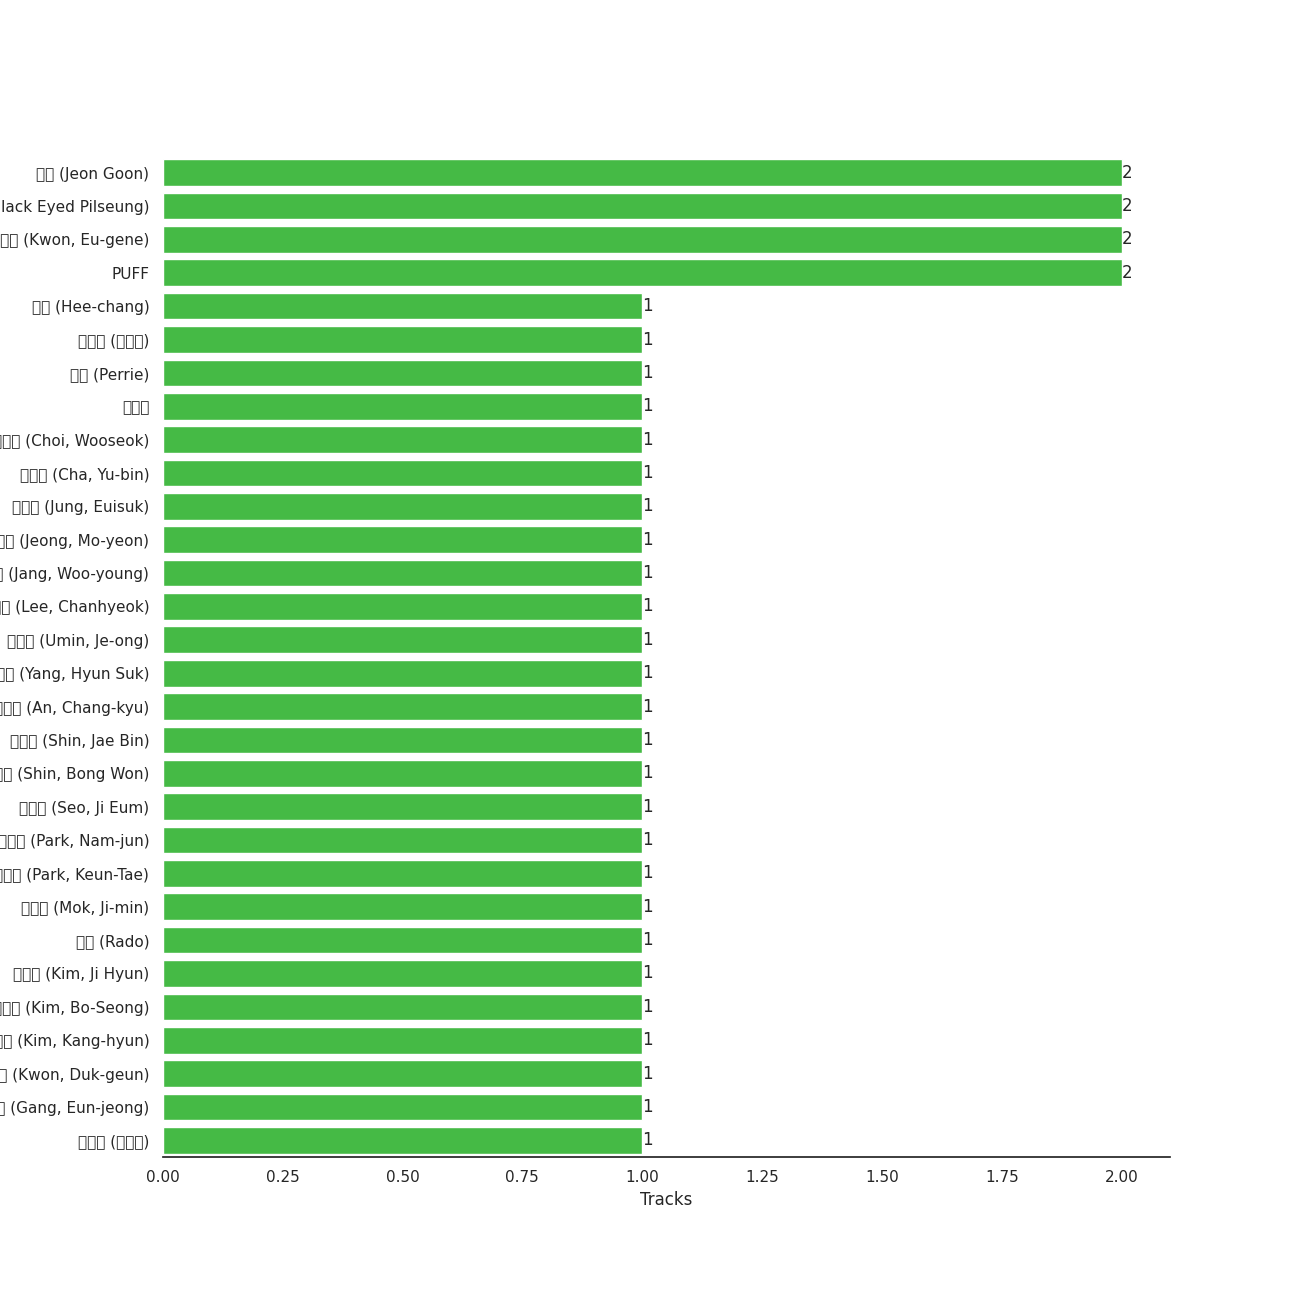 (Jeon Goon) 2
lack Eyed Pilseung) 2
(Kwon, Eu-gene) 2
PUFF 2
(Hee-chang) 1
1
(Perrie) 1
1
(Choi, Wooseok) 1
(Cha, Yu-bin) 1
(Jung, Euisuk) 1
(Jeong, Mo-yeon) 1
(Jang, Woo-young) 1
(Lee, Chanhyeok) 1
(Umin, Je-ong) 1
(Yang, Hyun Suk) 1
(An, Chang-kyu) 1
(Shin, Jae Bin) 1
(Shin, Bong Won) 1
(Seo, Ji Eum) 1
(Park, Nam-jun) 1
(Park, Keun-Tae) 1
(Mok, Ji-min) 1
(Rado) 1
(Kim, Ji Hyun) 1
(Kim, Bo-Seong) 1
(Kim, Kang-hyun) 1
(Kwon, Duk-geun) 1
(Gang, Eun-jeong) 1
1
0.00 0.25 0.50 0.75 1.00 1.25 1.50 1.75 2.00
Tracks